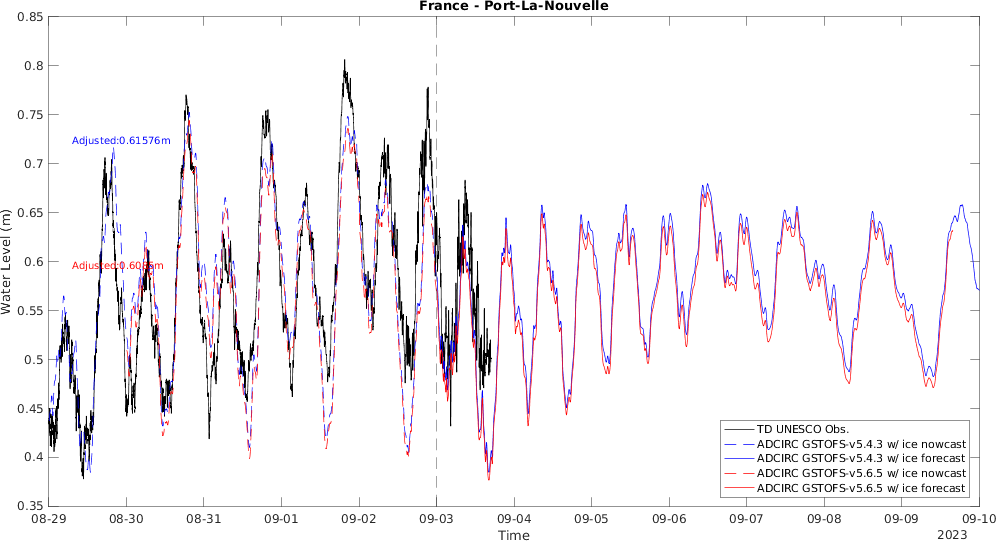 France - Port-La-Nouvelle
0.85
0.8
0.75
0.7
0.65
0.6
0.55
0.5
0.45
0.4
0.35
Water Level (m)
Adjusted:0.61576m
TD UNESCO Obs.
ADCIRC GSTOFS-v5.4.3 w/ ice nowcast
ADCIRC GSTOFS-v5.4.3 w/ ice forecast
ADCIRC GSTOFS-v5.6.5 w/ ice nowcast
ADCIRC GSTOFS-v5.6.5 w/ ice forecast
08-29 08-30 08-31 09-01 09-02 09-03 09-04 09-05 09-06 09-07 09-08 09-09 09-10
Time
2023